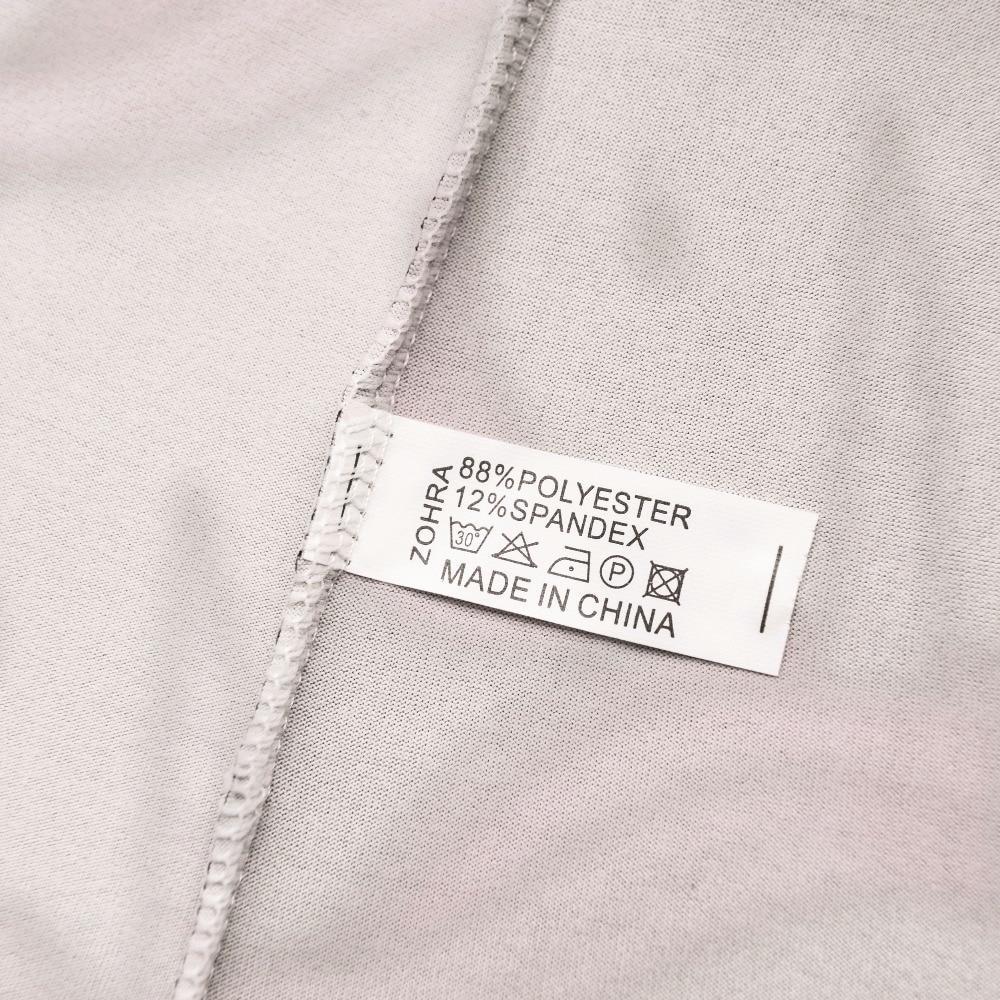 ZOHRA
88%POLYESTER
12%SPANDEX
30° P
MADE IN CHINA